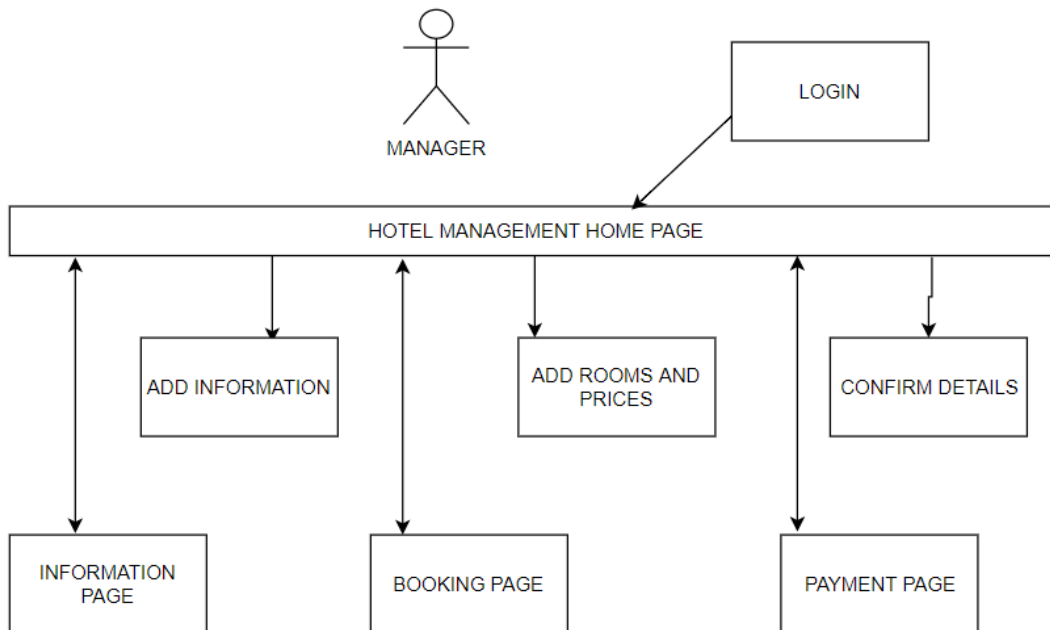 LOGIN
MANAGER
HOTEL MANAGEMENT HOME PAGE
ADD INFORMATION
ADD ROOMS AND
PRICES
CONFIRM DETAILS
INFORMATION
PAGE
BOOKING PAGE
PAYMENT PAGE